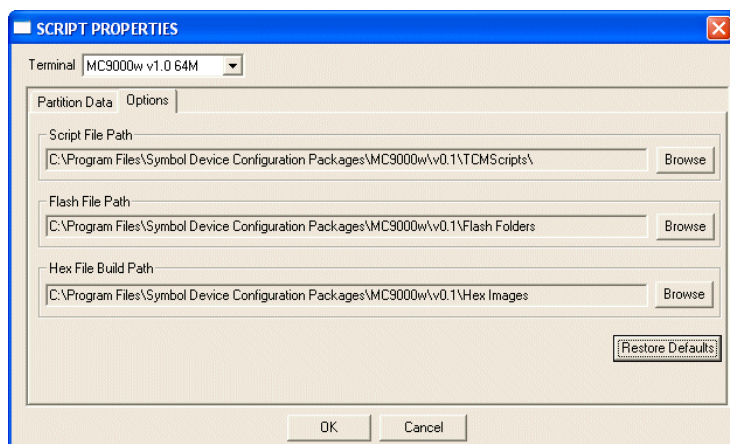 SCRIPT PROPERTIES
Terminal MC9000w v1.0 64M
Partition Data Options
Script File Path
C:\Program Files\Symbol Device Configuration Packages\MC9000w\v0.1\TCMScripts\ Browse
Flash File Path
C:\Program Files\Symbol Device Configuration Packages\MC9000w\v0.1\Flash Folders Browse
Hex File Build Path
C:\Program Files\Symbol Device Configuration Packages\MC9000w\v0.1\Hex Images Browse
Restore Defaults
OK Cancel